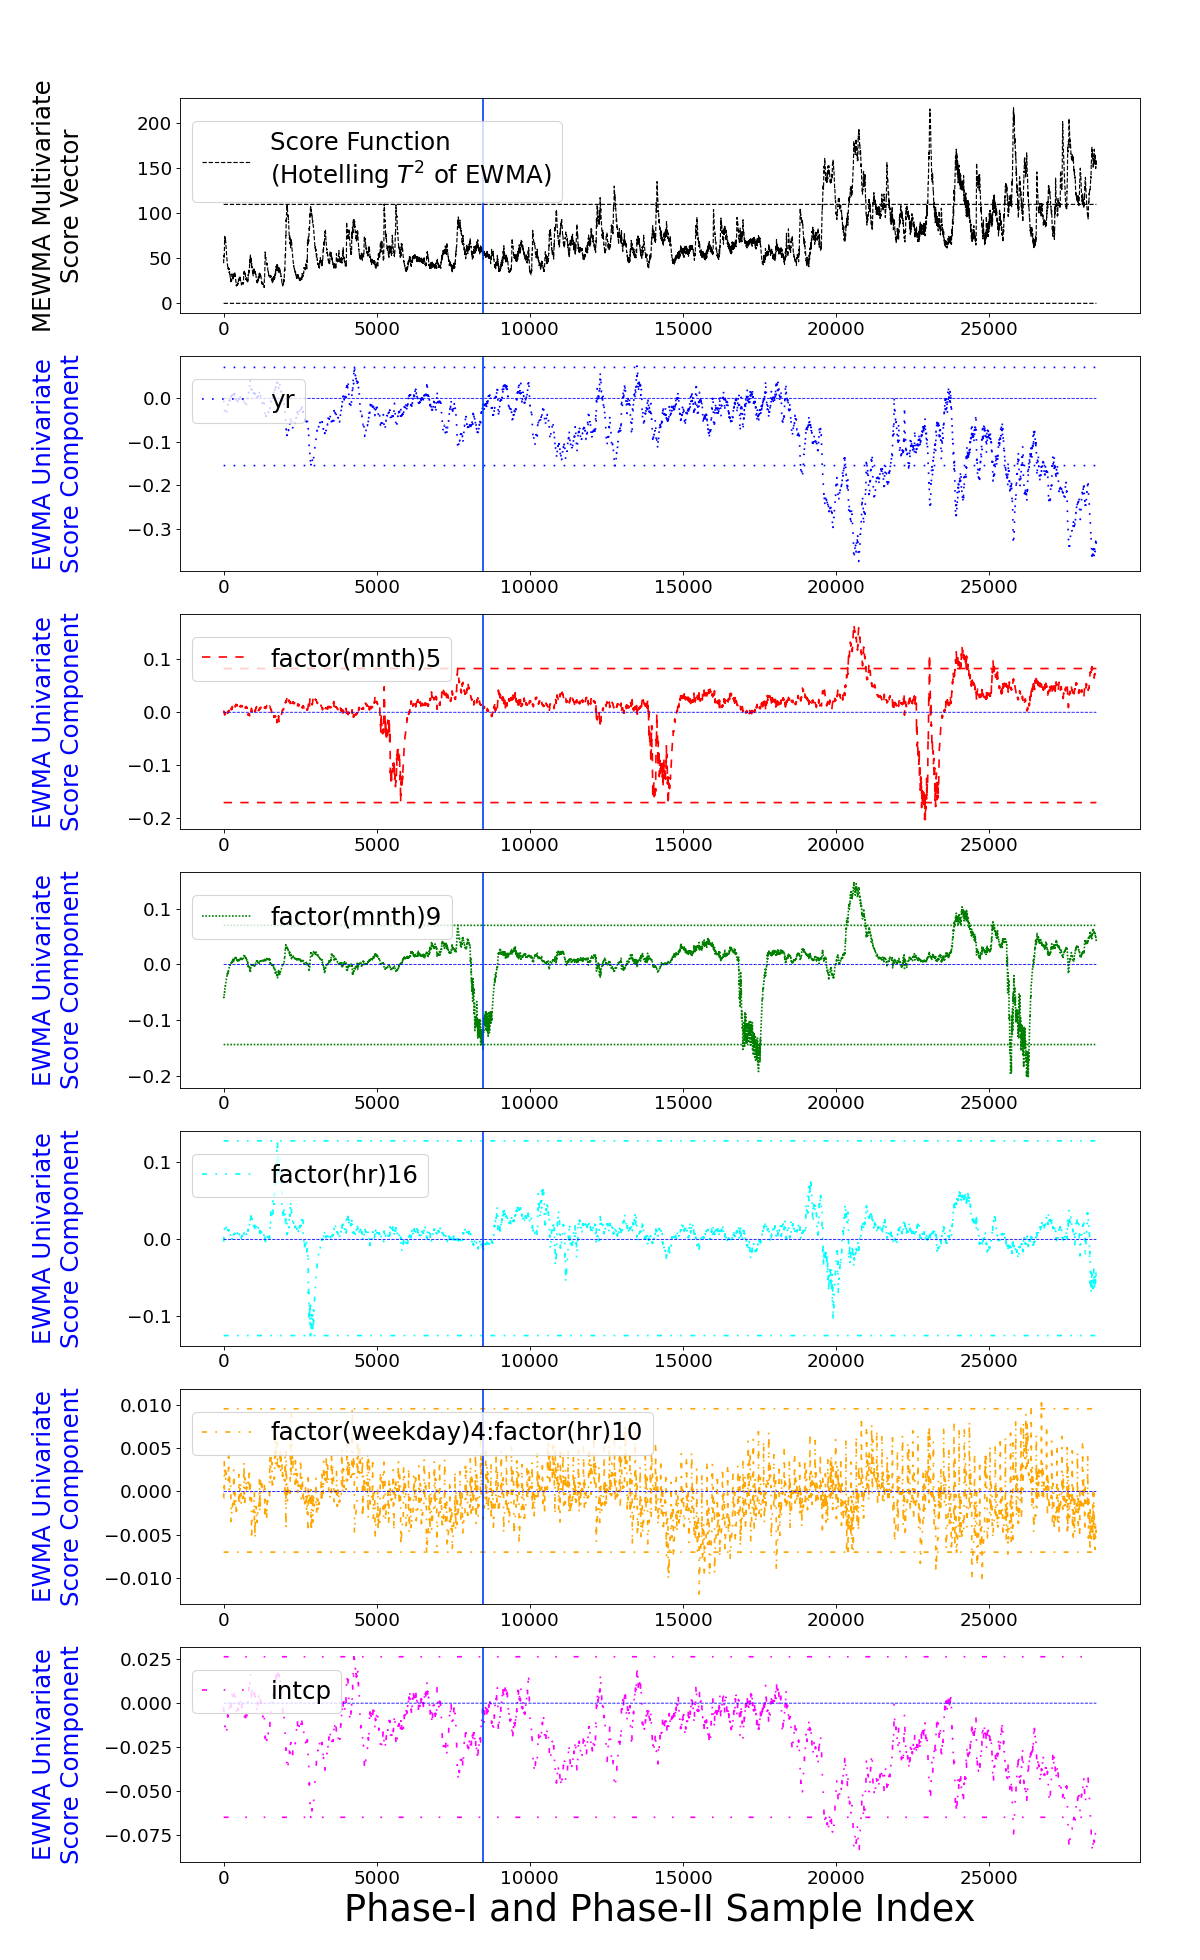 MEWMA Multivariate
Score Vector
200
150
100
50
0
Score Function
(Hotelling T² of EWMA)
0 5000 10000 15000 20000 25000
EWMA Univariate
Score Component
0.0
−0.1
−0.2
−0.3
yr
0 5000 10000 15000 20000 25000
EWMA Univariate
Score Component
0.1
0.0
−0.1
−0.2
factor(mnth)5
0 5000 10000 15000 20000 25000
EWMA Univariate
Score Component
0.1
0.0
−0.1
−0.2
factor(mnth)9
0 5000 10000 15000 20000 25000
EWMA Univariate
Score Component
0.1
0.0
−0.1
factor(hr)16
0 5000 10000 15000 20000 25000
EWMA Univariate
Score Component
0.010
0.005
0.000
−0.005
−0.010
factor(weekday)4:factor(hr)10
0 5000 10000 15000 20000 25000
EWMA Univariate
Score Component
0.025
0.000
−0.025
−0.050
−0.075
intcp
0 5000 10000 15000 20000 25000
Phase-I and Phase-II Sample Index